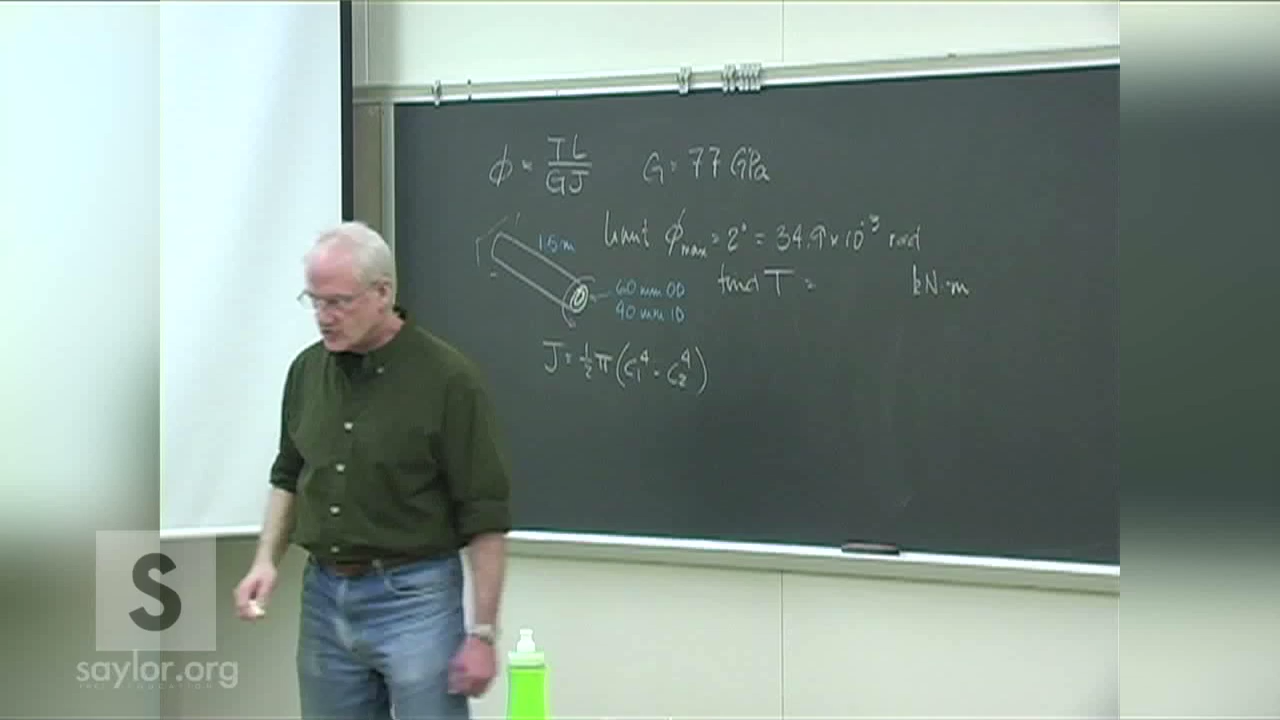 ϕ = TL/GJ G = 77 GPa
1.5 m
limit ϕmax = 2° = 34.9×10⁻³ rad
find T = kN·m
60 mm OD
40 mm ID
J = ½π(C₁⁴ - C₂⁴)
S
saylor.org